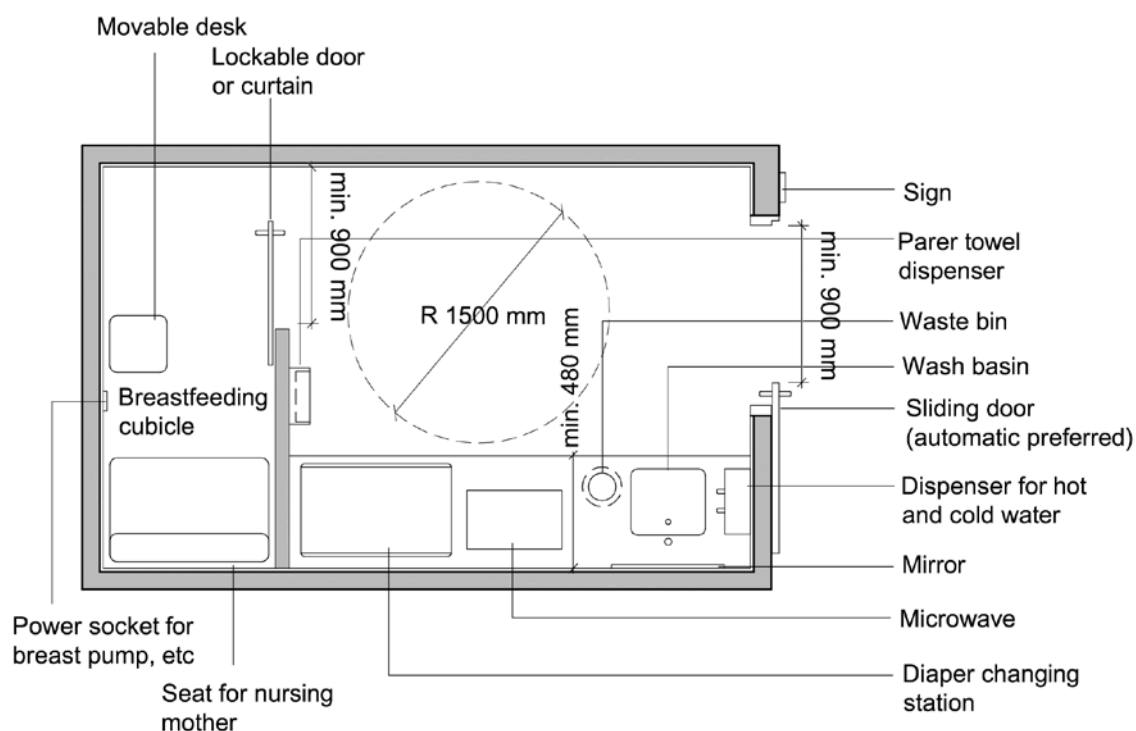 Movable desk
Lockable door
or curtain
min. 900 mm
Sign
Parer towel
dispenser
min. 900 mm
R 1500 mm
min. 480 mm
Waste bin
Wash basin
Breastfeeding
cubicle
Sliding door
(automatic preferred)
Dispenser for hot
and cold water
Mirror
Microwave
Diaper changing
station
Power socket for
breast pump, etc
Seat for nursing
mother